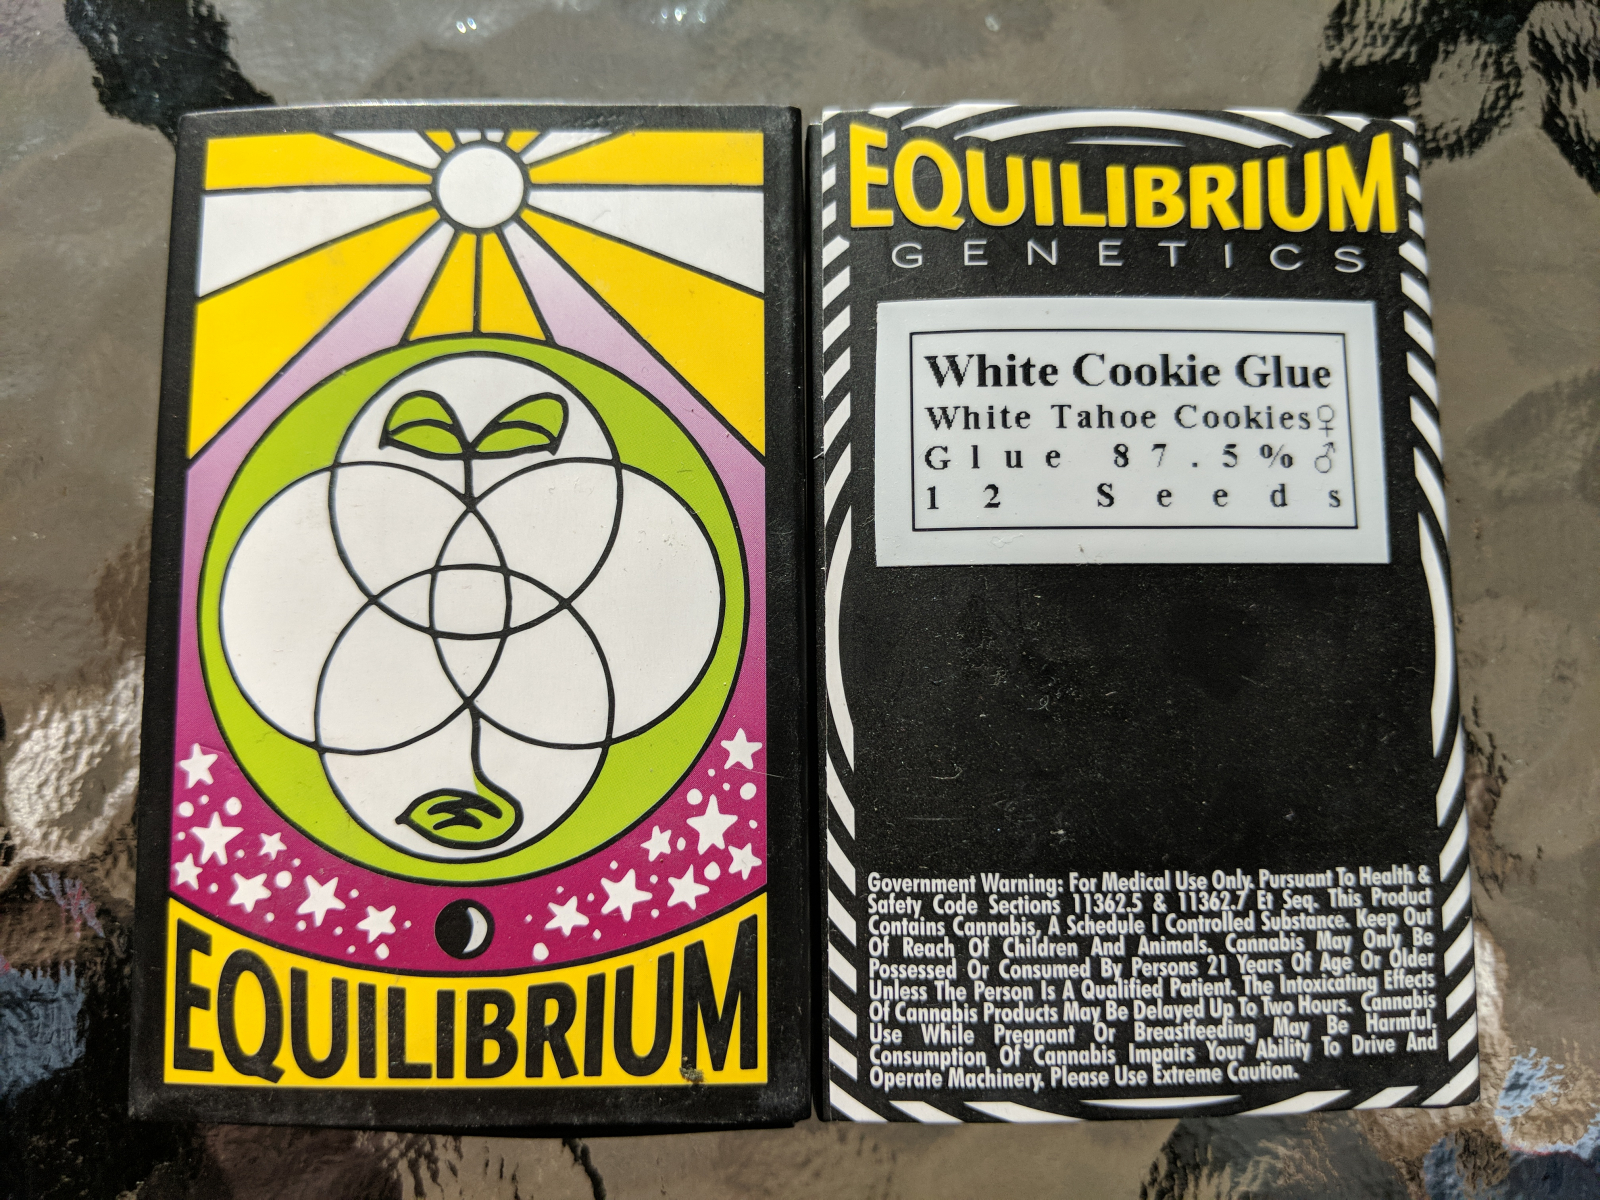 EQUILIBRIUM
EQUILIBRIUM
GENETICS
White Cookie Glue
White Tahoe Cookies♀
Glue 87.5% ♂
12 Seeds
Government Warning: For Medical Use Only. Pursuant To Health &
Safety Code Sections 11362.5 & 11362.7 Et Seq. This Product
Contains Cannabis, A Schedule I Controlled Substance. Keep Out
Of Reach Of Children And Animals. Cannabis May Only Be
Possessed Or Consumed By Persons 21 Years Of Age Or Older
Unless The Person Is A Qualified Patient. The Intoxicating Effects
Of Cannabis Products May Be Delayed Up To Two Hours. Cannabis
Use While Pregnant Or Breastfeeding May Be Harmful.
Consumption Of Cannabis Impairs Your Ability To Drive And
Operate Machinery. Please Use Extreme Caution.